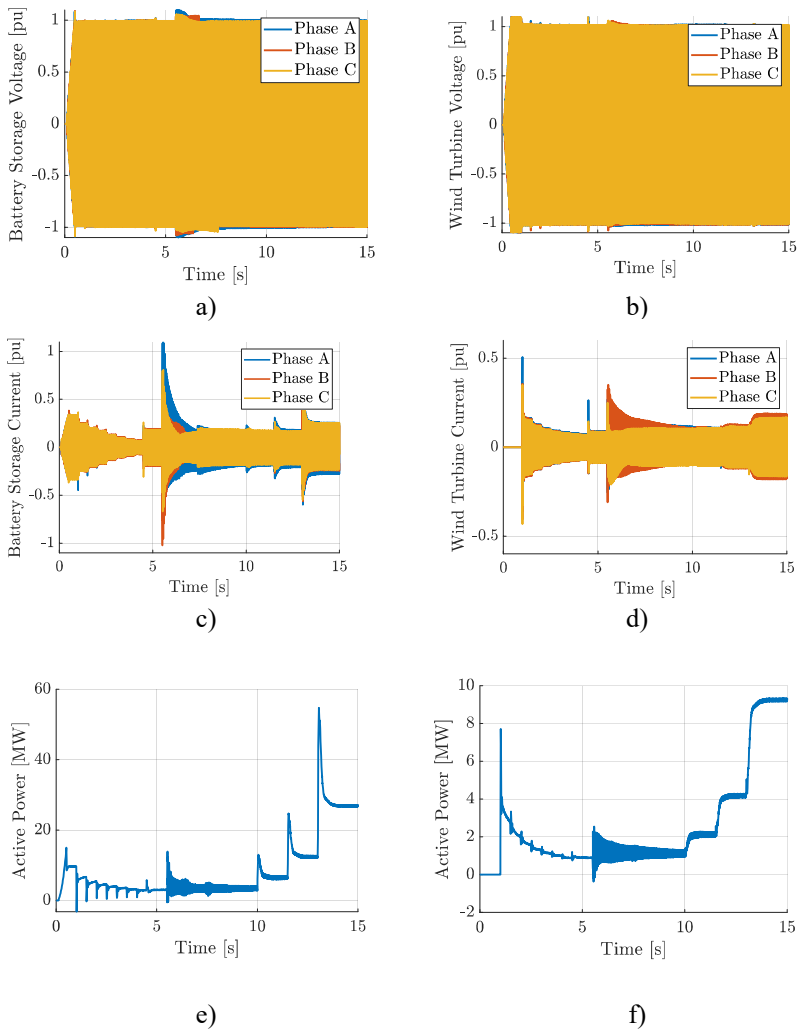 Battery Storage Voltage [pu]
1
0.5
0
-0.5
-1
0 5 10 15
Time [s]
Phase A
Phase B
Phase C
a)
Wind Turbine Voltage [pu]
1
0.5
0
-0.5
-1
0 5 10 15
Time [s]
Phase A
Phase B
Phase C
b)
Battery Storage Current [pu]
1
0.5
0
-0.5
-1
0 5 10 15
Time [s]
Phase A
Phase B
Phase C
c)
Wind Turbine Current [pu]
0.5
0
-0.5
0 5 10 15
Time [s]
Phase A
Phase B
Phase C
d)
Active Power [MW]
60
40
20
0
0 5 10 15
Time [s]
e)
Active Power [MW]
10
8
6
4
2
0
-2
0 5 10 15
Time [s]
f)